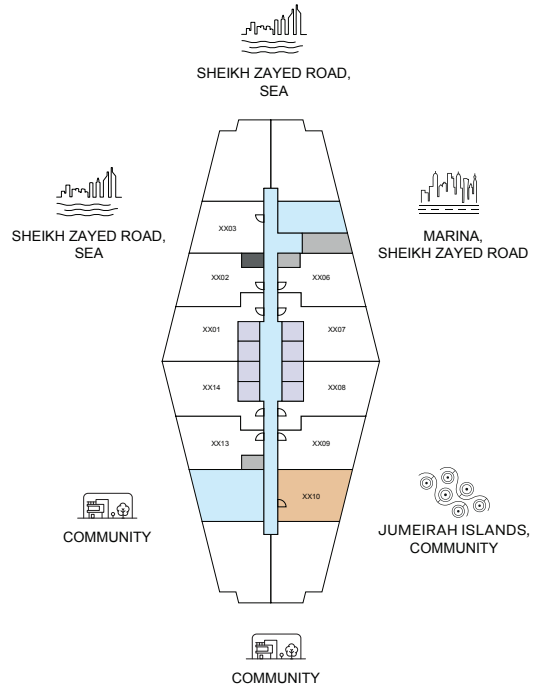 SHEIKH ZAYED ROAD,
SEA
SHEIKH ZAYED ROAD,
SEA
MARINA,
SHEIKH ZAYED ROAD
XX03
XX02
XX06
XX01
XX07
XX14
XX08
XX13
XX09
XX10
COMMUNITY
JUMEIRAH ISLANDS,
COMMUNITY
COMMUNITY